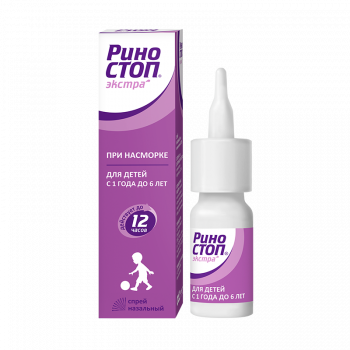 Рино
СТОП®
экстра
ПРИ НАСМОРКЕ
ДЛЯ ДЕТЕЙ
С 1 ГОДА ДО 6 ЛЕТ
действует до
12
часов
спрей
назальный
Рино
СТОП®
экстра
ДЛЯ ДЕТЕЙ
С 1 ГОДА ДО 6 ЛЕТ